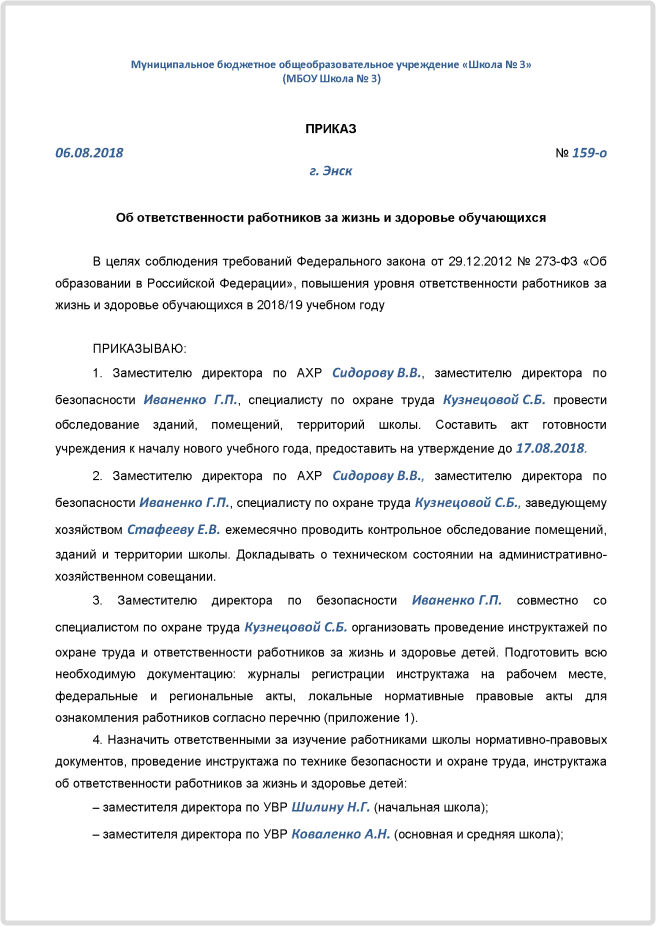 Муниципальное бюджетное общеобразовательное учреждение «Школа № 3»
(МБОУ Школа № 3)
ПРИКАЗ
06.08.2018 № 159-о
г. Энск
Об ответственности работников за жизнь и здоровье обучающихся
В целях соблюдения требований Федерального закона от 29.12.2012 № 273-ФЗ «Об
образовании в Российской Федерации», повышения уровня ответственности работников за
жизнь и здоровье обучающихся в 2018/19 учебном году
ПРИКАЗЫВАЮ:
1. Заместителю директора по АХР Сидорову В.В., заместителю директора по
безопасности Иваненко Г.П., специалисту по охране труда Кузнецовой С.Б. провести
обследование зданий, помещений, территорий школы. Составить акт готовности
учреждения к началу нового учебного года, предоставить на утверждение до 17.08.2018.
2. Заместителю директора по АХР Сидорову В.В., заместителю директора по
безопасности Иваненко Г.П., специалисту по охране труда Кузнецовой С.Б., заведующему
хозяйством Стафееву Е.В. ежемесячно проводить контрольное обследование помещений,
зданий и территории школы. Докладывать о техническом состоянии на административно-
хозяйственном совещании.
3. Заместителю директора по безопасности Иваненко Г.П. совместно со
специалистом по охране труда Кузнецовой С.Б. организовать проведение инструктажей по
охране труда и ответственности работников за жизнь и здоровье детей. Подготовить всю
необходимую документацию: журналы регистрации инструктажа на рабочем месте,
федеральные и региональные акты, локальные нормативные правовые акты для
ознакомления работников согласно перечню (приложение 1).
4. Назначить ответственными за изучение работниками школы нормативно-правовых
документов, проведение инструктажа по технике безопасности и охране труда, инструктажа
об ответственности работников за жизнь и здоровье детей:
– заместителя директора по УВР Шилину Н.Г. (начальная школа);
– заместителя директора по УВР Коваленко А.Н. (основная и средняя школа);